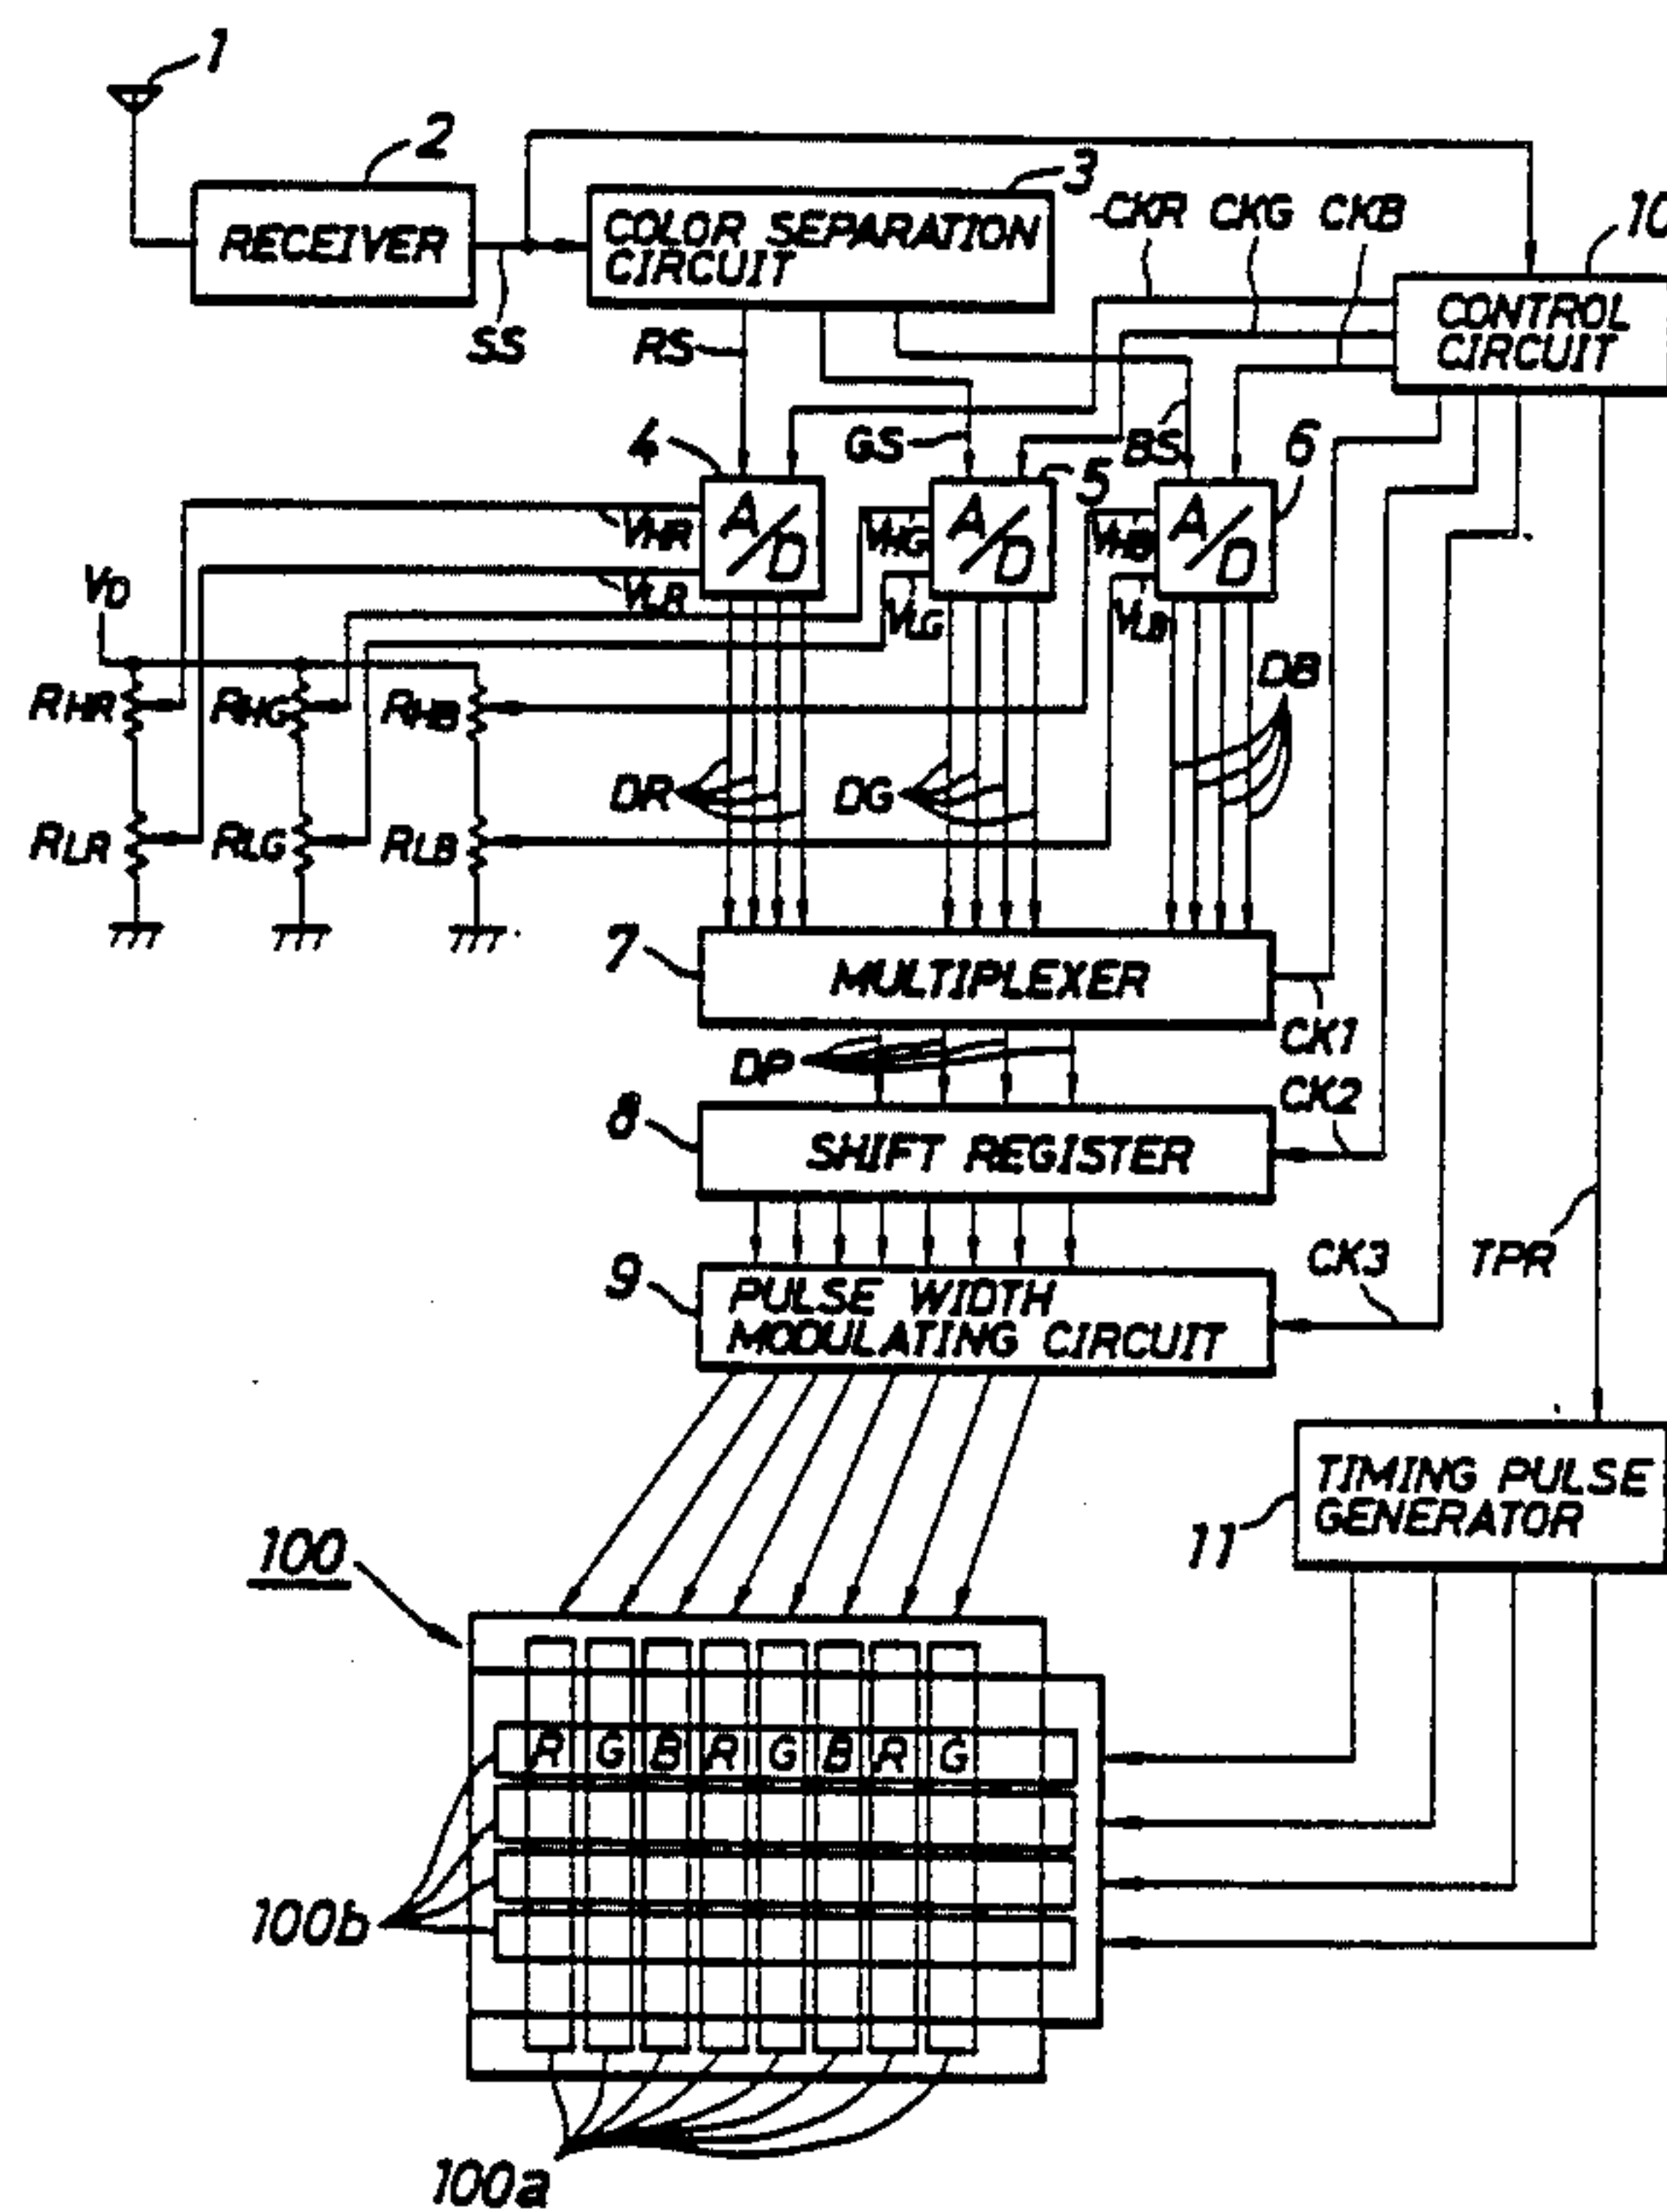 1
2
3
RECEIVER
COLOR SEPARATION
CIRCUIT
CKR CKG CKB
10
CONTROL
CIRCUIT
SS
RS
GS
BS
4
5
6
A/D
A/D
A/D
VHR
VLR
VHG
VLG
VHB
VLB
VD
RHR
RHG
RHB
RLR
RLG
RLB
DR
DG
DB
7
MULTIPLEXER
CK1
DP
CK2
8
SHIFT REGISTER
9
PULSE WIDTH
MODULATING CIRCUIT
CK3
TPR
TIMING PULSE
GENERATOR
11
100
R G B R G B R G
100b
100a